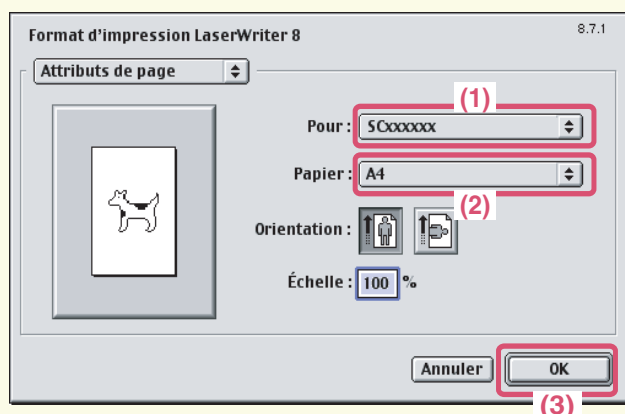 Format d'impression LaserWriter 8
8.7.1
Attributs de page
(1)
Pour : SCxxxxxx
Papier : A4
(2)
Orientation :
Échelle : 100 %
Annuler
OK
(3)